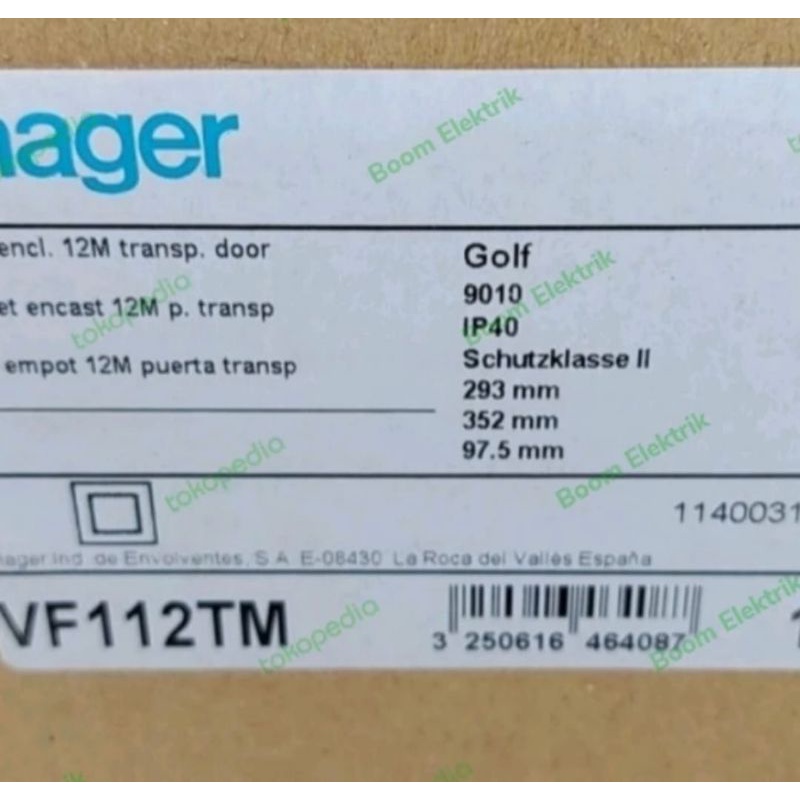 hager
encl. 12M transp. door
et encast 12M p. transp
empot 12M puerta transp
Golf
9010
IP40
Schutzklasse II
293 mm
352 mm
97.5 mm
1140031
ager Ind. de Envolventes, S.A. E-08430 La Roca del Vallès España
VF112TM
3 250616 464087
Boom Elektrik
Boom Elektrik
Boom Elektrik
Boom Elektrik
tokopedia
tokopedia
tokopedia